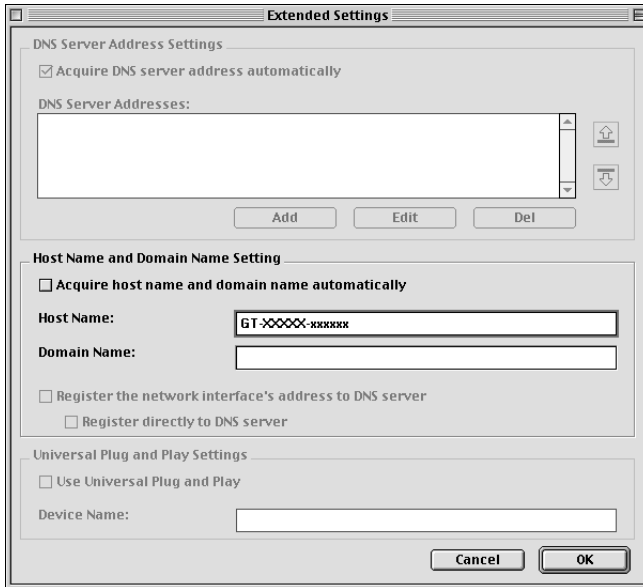 Extended Settings
DNS Server Address Settings
Acquire DNS server address automatically
DNS Server Addresses:
Add Edit Del
Host Name and Domain Name Setting
Acquire host name and domain name automatically
Host Name: GT-XXXXX-xxxxxx
Domain Name:
Register the network interface's address to DNS server
Register directly to DNS server
Universal Plug and Play Settings
Use Universal Plug and Play
Device Name:
Cancel OK